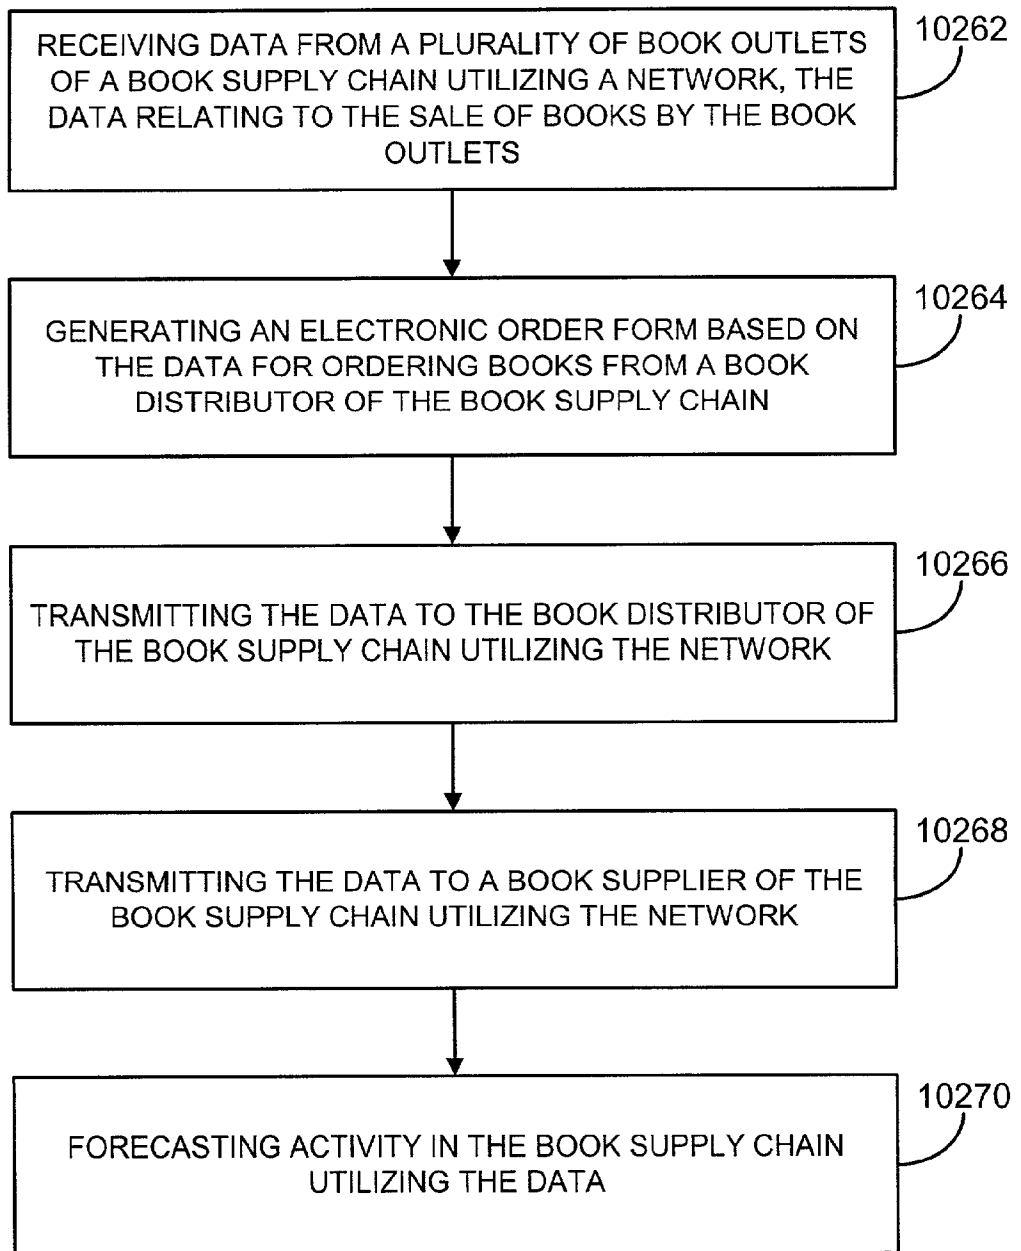 10262
RECEIVING DATA FROM A PLURALITY OF BOOK OUTLETS
OF A BOOK SUPPLY CHAIN UTILIZING A NETWORK, THE
DATA RELATING TO THE SALE OF BOOKS BY THE BOOK
OUTLETS
10264
GENERATING AN ELECTRONIC ORDER FORM BASED ON
THE DATA FOR ORDERING BOOKS FROM A BOOK
DISTRIBUTOR OF THE BOOK SUPPLY CHAIN
10266
TRANSMITTING THE DATA TO THE BOOK DISTRIBUTOR OF
THE BOOK SUPPLY CHAIN UTILIZING THE NETWORK
10268
TRANSMITTING THE DATA TO A BOOK SUPPLIER OF THE
BOOK SUPPLY CHAIN UTILIZING THE NETWORK
10270
FORECASTING ACTIVITY IN THE BOOK SUPPLY CHAIN
UTILIZING THE DATA